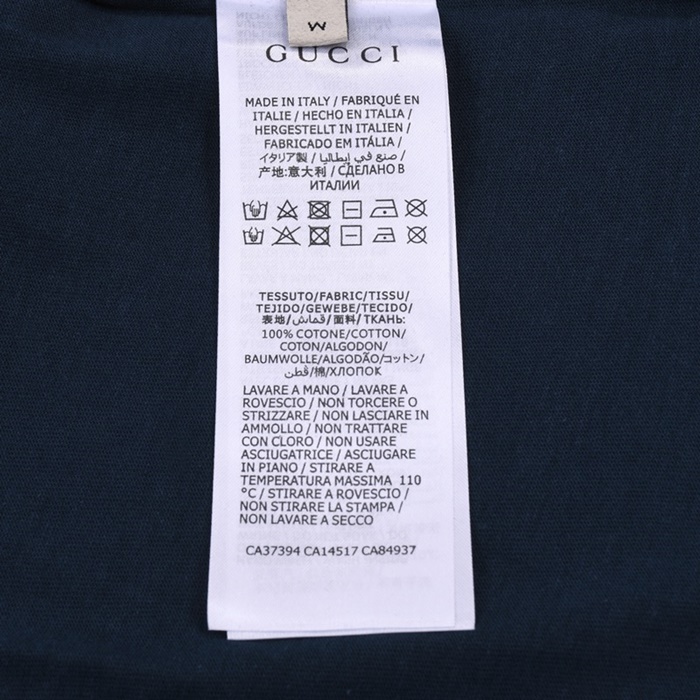 M
GUCCI
MADE IN ITALY / FABRIQUÉ EN
ITALIE / HECHO EN ITALIA /
HERGESTELLT IN ITALIEN /
FABRICADO EM ITÁLIA /
イタリア製 / صنع في إيطاليا /
产地:意大利 / СДЕЛАНО В
ИТАЛИИ
TESSUTO/FABRIC/TISSU/
TEJIDO/GEWEBE/TECIDO/
表地/قماش/面料/ТКАНЬ:
100% COTONE/COTTON/
COTON/ALGODON/
BAUMWOLLE/ALGODÃO/コットン/
قطن/棉/ХЛОПОК
LAVARE A MANO / LAVARE A
ROVESCIO / NON TORCERE O
STRIZZARE / NON LASCIARE IN
AMMOLLO / NON TRATTARE
CON CLORO / NON USARE
ASCIUGATRICE / ASCIUGARE
IN PIANO / STIRARE A
TEMPERATURA MASSIMA 110
°C / STIRARE A ROVESCIO /
NON STIRARE LA STAMPA /
NON LAVARE A SECCO
CA37394 CA14517 CA84937